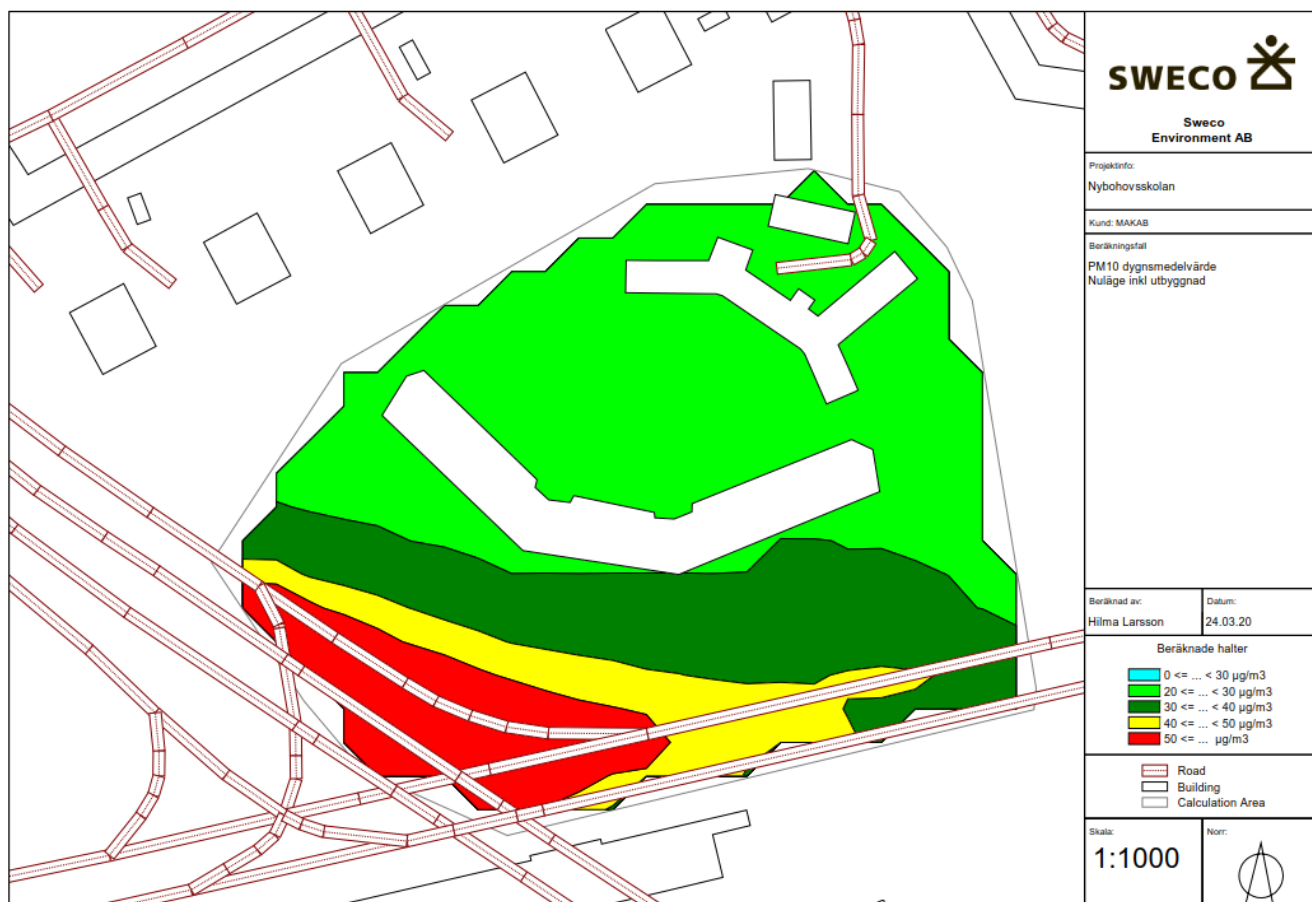 SWECO
Sweco
Environment AB
Projektinfo:
Nybohovsskolan
Kund: MAKAB
Beräkningsfall
PM10 dygnsmedelvärde
Nuläge inkl utbyggnad
Beräknad av:
Hilma Larsson
Datum:
24.03.20
Beräknade halter
0 <= ... < 30 µg/m3
20 <= ... < 30 µg/m3
30 <= ... < 40 µg/m3
40 <= ... < 50 µg/m3
50 <= ... µg/m3
Road
Building
Calculation Area
Skala:
1:1000
Norr: